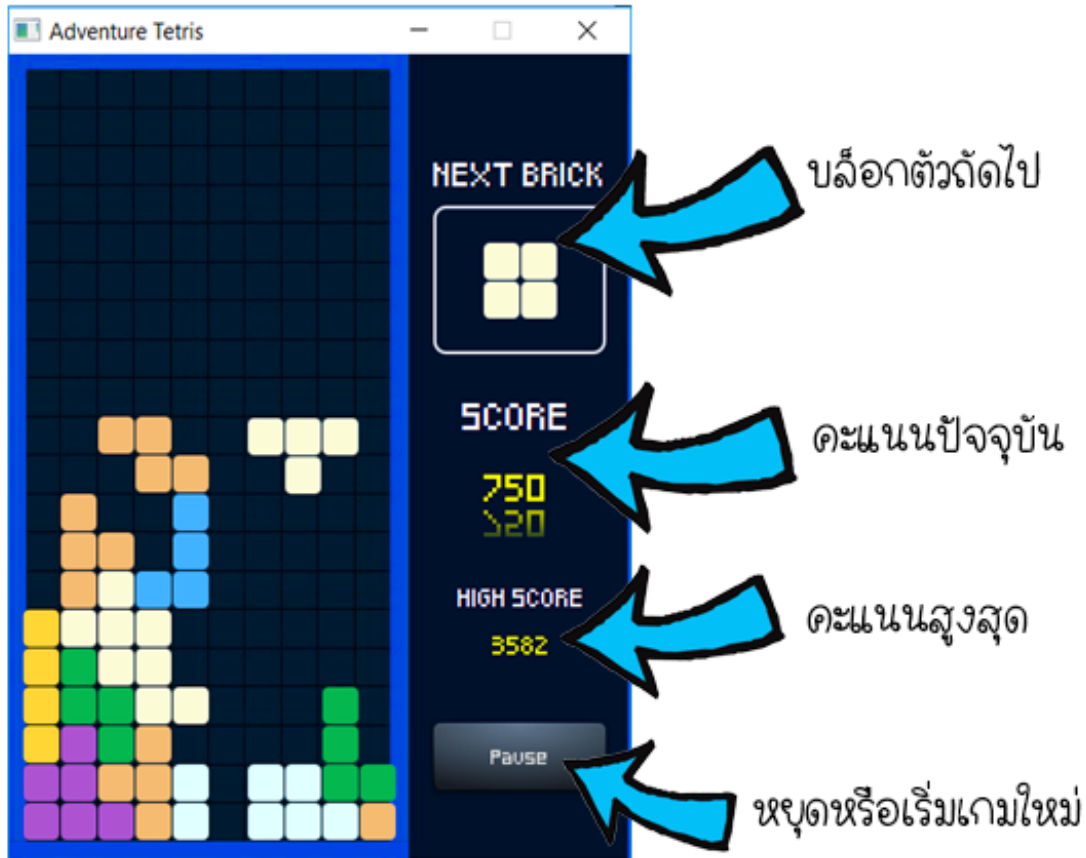 Adventure Tetris
NEXT BRICK
บล็อกตัวถัดไป
SCORE
คะแนนปัจจุบัน
750
HIGH SCORE
คะแนนสูงสุด
3582
Pause
หยุดหรือเริ่มเกมใหม่